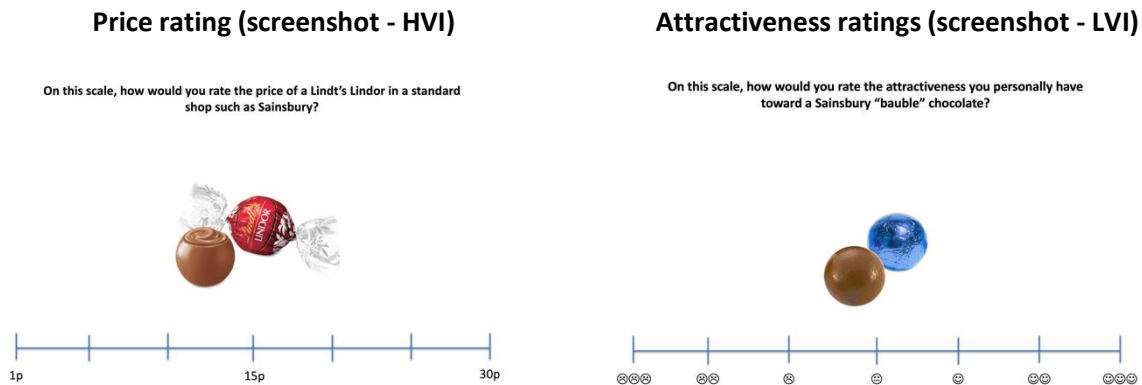 Price rating (screenshot - HVI)
On this scale, how would you rate the price of a Lindt's Lindor in a standard
shop such as Sainsbury?
Lindt
LINDOR
1p
15p
30p
Attractiveness ratings (screenshot - LVI)
On this scale, how would you rate the attractiveness you personally have
toward a Sainsbury “bauble” chocolate?
☹☹☹ ☹☹ ☹ 😐 ☺ ☺☺ ☺☺☺